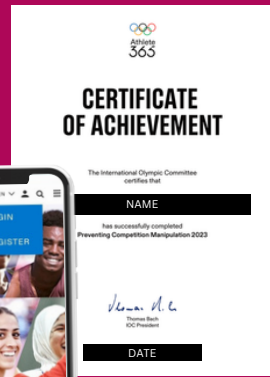 Athlete
365
CERTIFICATE
OF ACHIEVEMENT
The International Olympic Committee
certifies that
NAME
has successfully completed
Preventing Competition Manipulation 2023
Thomas Bach
IOC President
DATE
EN
GIN
GISTER